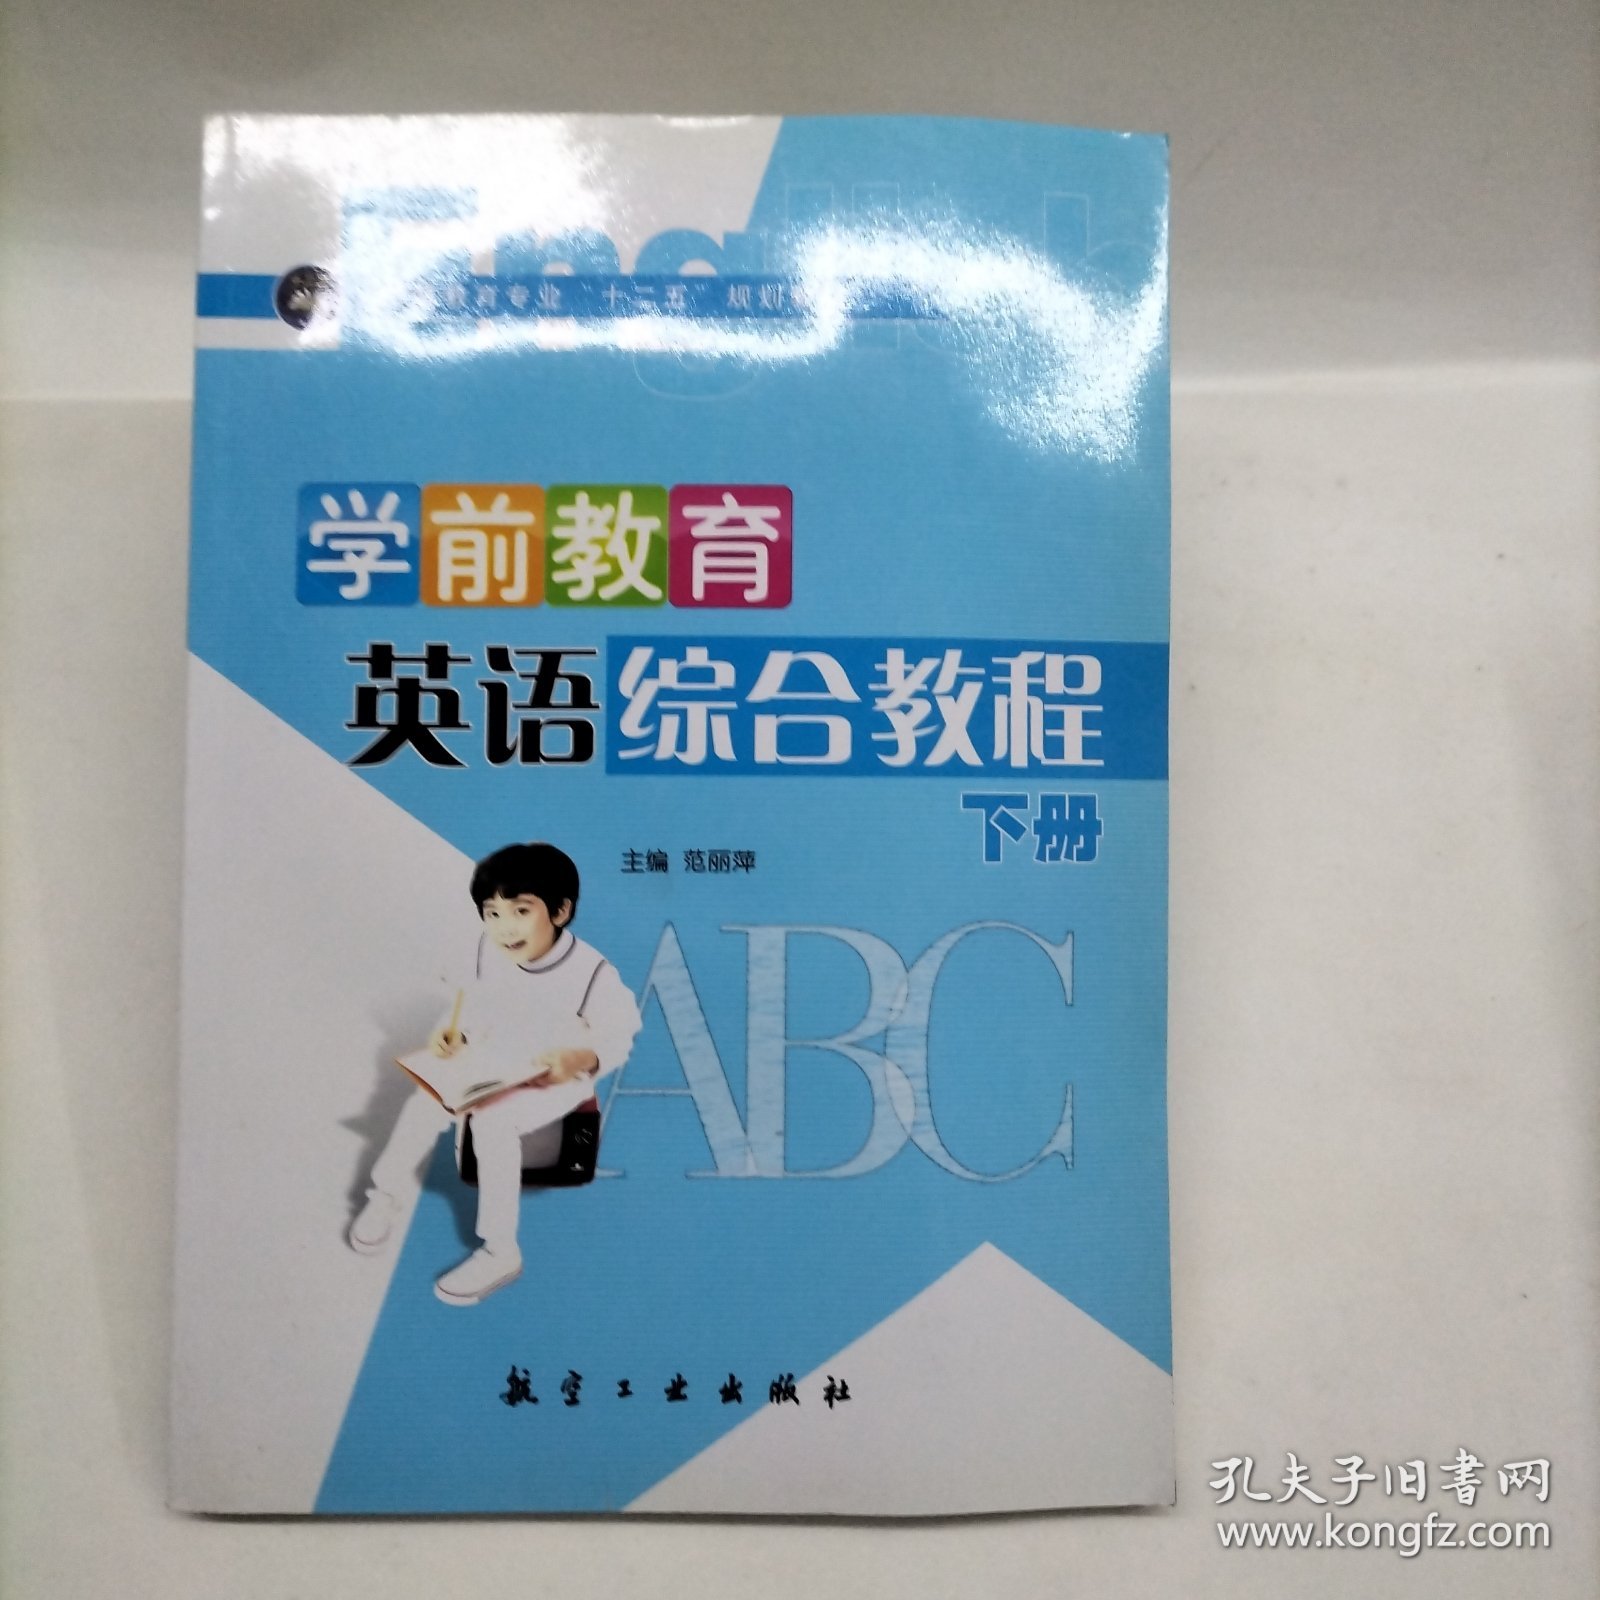 English
教育专业“十二五”规划
学前教育
英语综合教程
下册
主编 范丽萍
ABC
航空工业出版社
孔夫子旧书网
www.kongfz.com